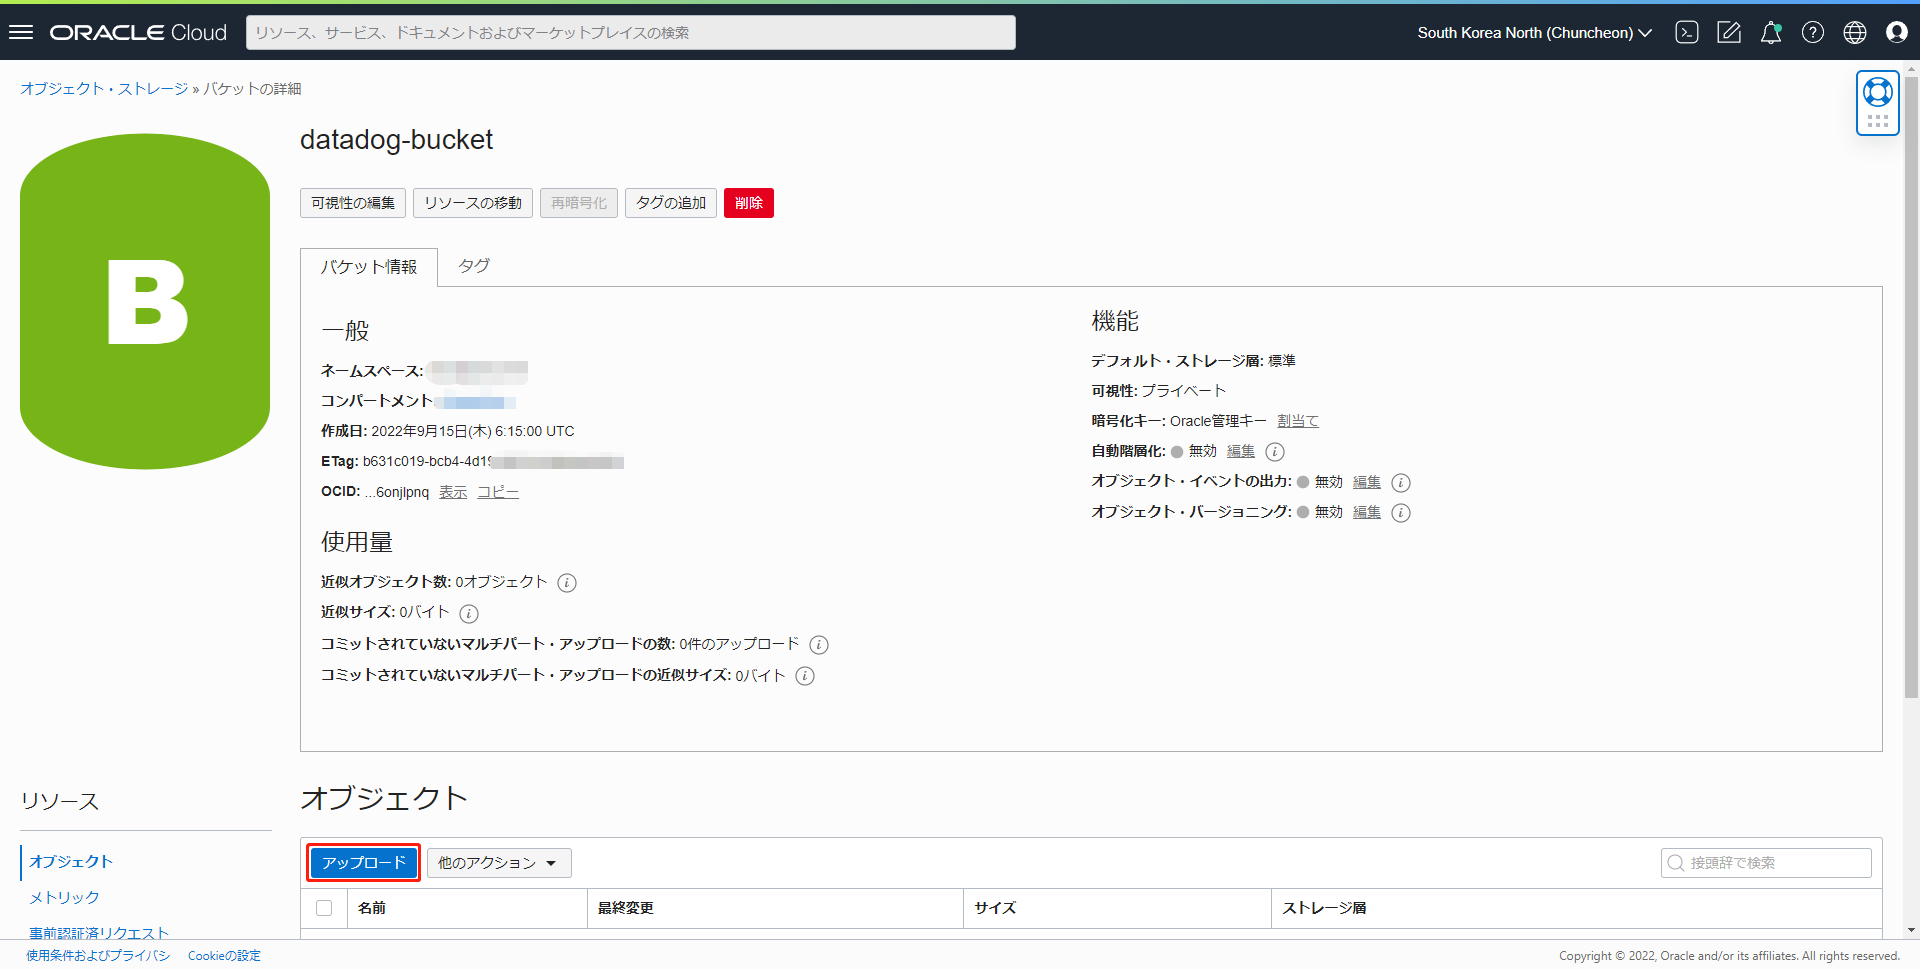 ORACLE Cloud
リソース、サービス、ドキュメントおよびマーケットプレイスの検索
South Korea North (Chuncheon)
オブジェクト・ストレージ » バケットの詳細
B
datadog-bucket
可視性の編集 リソースの移動 再暗号化 タグの追加 削除
バケット情報 タグ
一般
ネームスペース:
コンパートメント
作成日: 2022年9月15日(木) 6:15:00 UTC
ETag: b631c019-bcb4-4d19
OCID: ...6onjlpnq 表示 コピー
使用量
近似オブジェクト数: 0オブジェクト
近似サイズ: 0バイト
コミットされていないマルチパート・アップロードの数: 0件のアップロード
コミットされていないマルチパート・アップロードの近似サイズ: 0バイト
機能
デフォルト・ストレージ層: 標準
可視性: プライベート
暗号化キー: Oracle管理キー 割当て
自動階層化: 無効 編集
オブジェクト・イベントの出力: 無効 編集
オブジェクト・バージョニング: 無効 編集
リソース
オブジェクト
メトリック
事前認証済リクエスト
オブジェクト
アップロード 他のアクション
接頭辞で検索
名前 最終変更 サイズ ストレージ層
使用条件およびプライバシ Cookieの設定
Copyright © 2022, Oracle and/or its affiliates. All rights reserved.